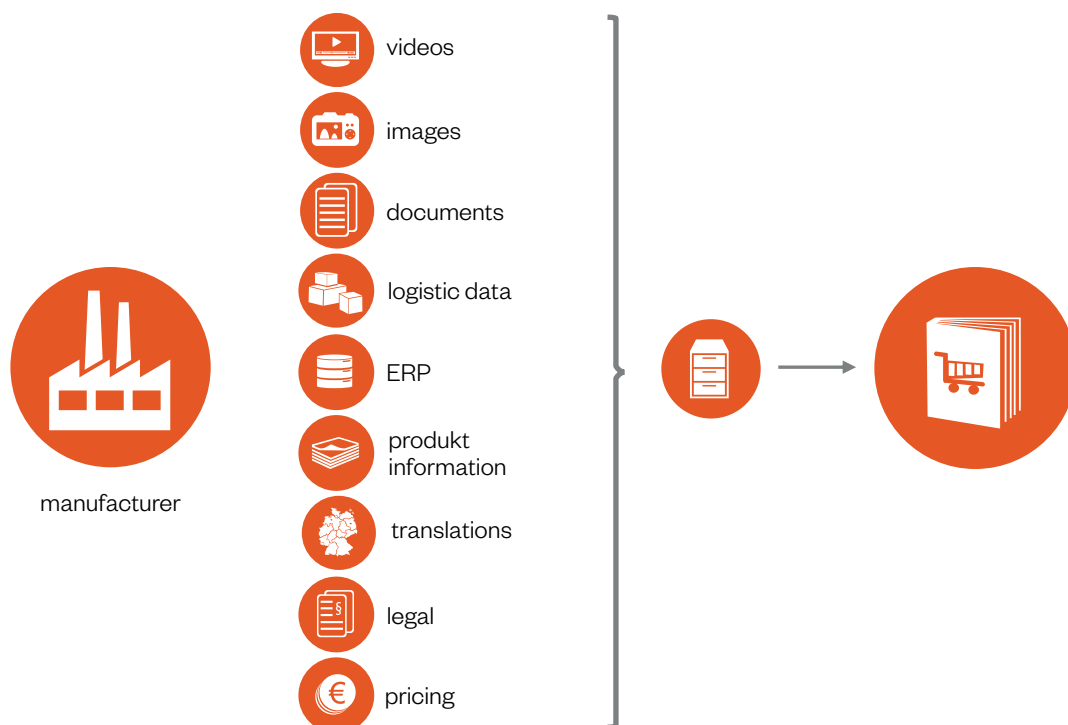 videos
images
documents
logistic data
ERP
produkt
information
translations
§
legal
€
pricing
manufacturer